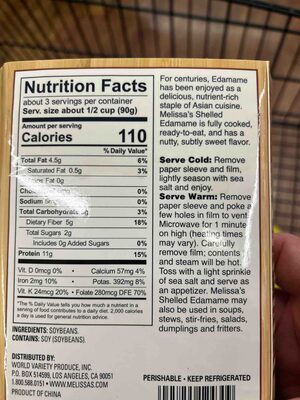 Nutrition Facts
about 3 servings per container
Serv. size about 1/2 cup (90g)
Amount per serving
Calories 110
% Daily Value*
Total Fat 4.5g 6%
Saturated Fat 0.5g 3%
Fat 0g
0%
Sodium 0%
Total Carbohydrate 3%
Dietary Fiber 5g 18%
Total Sugars 2g
Includes 0g Added Sugars 0%
Protein 11g 15%
Vit. D 0mcg 0% • Calcium 57mg 4%
Iron 2mg 10% • Potas. 392mg 8%
Vit K 24mcg 20% • Folate 280mcg DFE 70%
*The % Daily Value tells you how much a nutrient in a
serving of food contributes to a daily diet. 2,000 calories
a day is used for general nutrition advice.
INGREDIENTS: SOYBEANS.
CONTAINS: SOY (SOYBEANS).
DISTRIBUTED BY:
WORLD VARIETY PRODUCE, INC.
P.O. BOX 514599, LOS ANGELES, CA 90051
1.800.588.0151 • WWW.MELISSAS.COM
PRODUCT OF CHINA
For centuries, Edamame
has been enjoyed as a
delicious, nutrient-rich
staple of Asian cuisine.
Melissa's Shelled
Edamame is fully cooked,
ready-to-eat, and has a
nutty, subtly sweet flavor.
Serve Cold: Remove
paper sleeve and film,
lightly season with sea
salt and enjoy.
Serve Warm: Remove
paper sleeve and poke a
few holes in film to vent.
Microwave for 1 minute
on high (heating times
may vary). Carefully
remove film; contents
and steam will be hot.
Toss with a light sprinkle
of sea salt and serve as
an appetizer. Melissa's
Shelled Edamame may
also be used in soups,
stews, stir-fries, salads,
dumplings and fritters.
PERISHABLE • KEEP REFRIGERATED